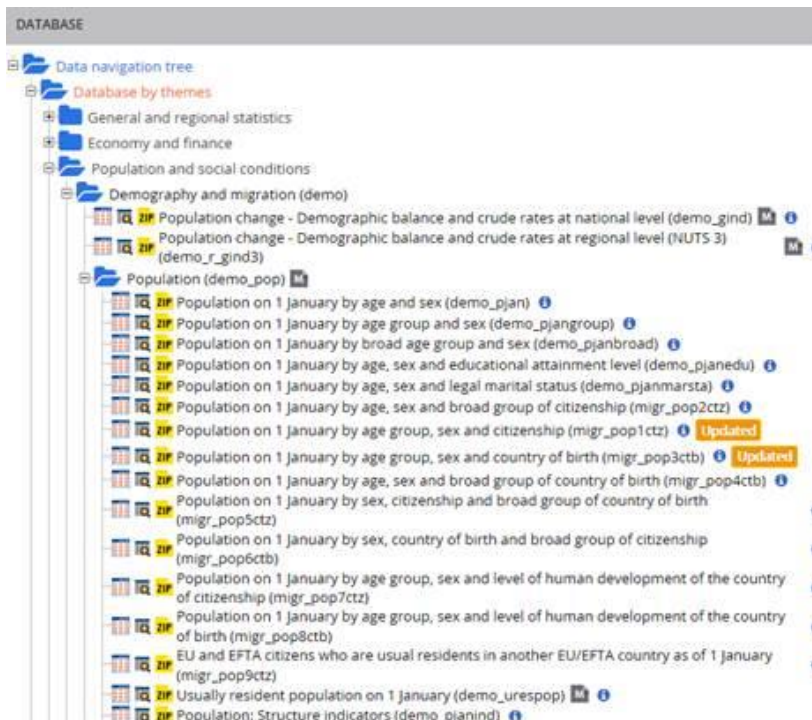 DATABASE
Data navigation tree
Database by themes
General and regional statistics
Economy and finance
Population and social conditions
Demography and migration (demo)
ZIP Population change - Demographic balance and crude rates at national level (demo_gind) M i
ZIP Population change - Demographic balance and crude rates at regional level (NUTS 3) M
(demo_r_gind3)
Population (demo_pop) M
ZIP Population on 1 January by age and sex (demo_pjan) i
ZIP Population on 1 January by age group and sex (demo_pjangroup) i
ZIP Population on 1 January by broad age group and sex (demo_pjanbroad) i
ZIP Population on 1 January by age, sex and educational attainment level (demo_pjanedu) i
ZIP Population on 1 January by age, sex and legal marital status (demo_pjanmarsta) i
ZIP Population on 1 January by age, sex and broad group of citizenship (migr_pop2ctz) i
ZIP Population on 1 January by age group, sex and citizenship (migr_pop1ctz) i Updated
ZIP Population on 1 January by age group, sex and country of birth (migr_pop3ctb) i Updated
ZIP Population on 1 January by age, sex and broad group of country of birth (migr_pop4ctb) i
ZIP Population on 1 January by sex, citizenship and broad group of country of birth
(migr_pop5ctz)
ZIP Population on 1 January by sex, country of birth and broad group of citizenship
(migr_pop6ctb)
ZIP Population on 1 January by age group, sex and level of human development of the country
of citizenship (migr_pop7ctz)
ZIP Population on 1 January by age group, sex and level of human development of the country
of birth (migr_pop8ctb)
ZIP EU and EFTA citizens who are usual residents in another EU/EFTA country as of 1 January
(migr_pop9ctz)
ZIP Usually resident population on 1 January (demo_urespop) M i
ZIP Population: Structure indicators (demo_pjanind) i